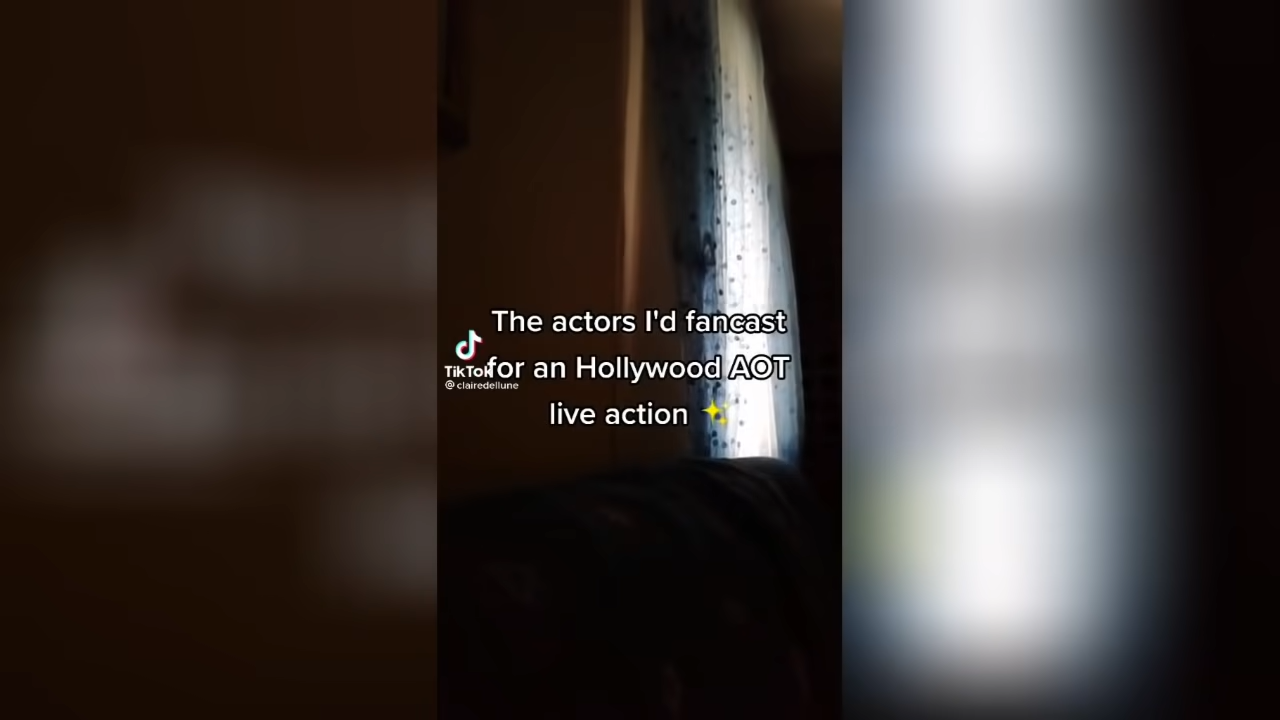 The actors I'd fancast
for an Hollywood AOT
live action ✨
TikTok
@clairedellune